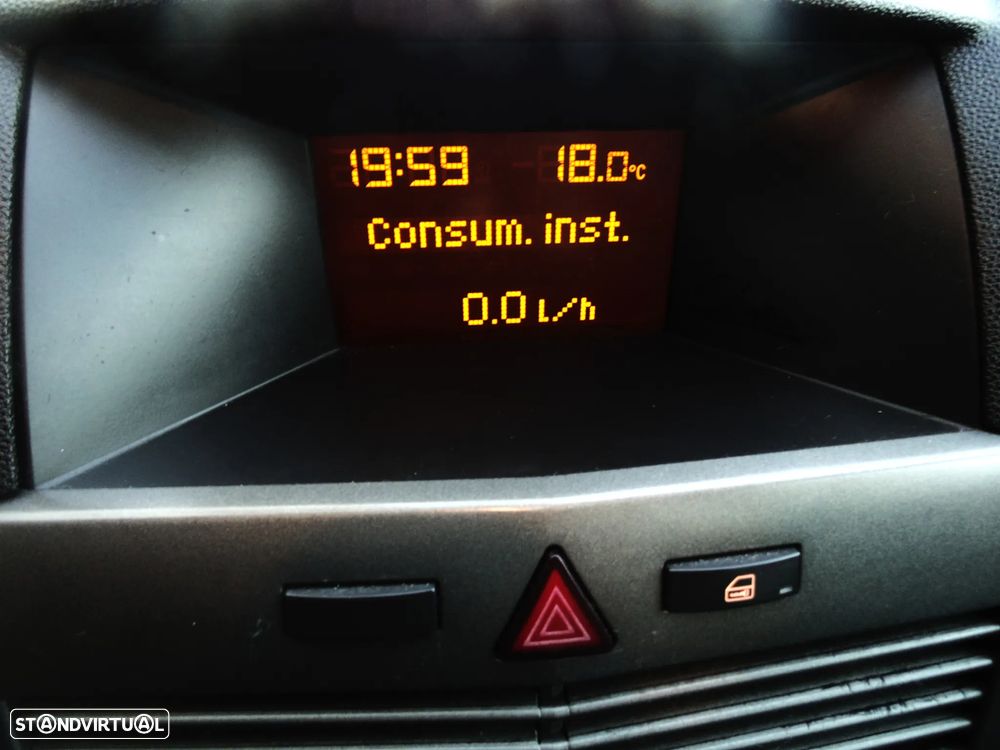 19:59 18.0°C
Consum. inst.
0.0 l/h
STANDVIRTUAL